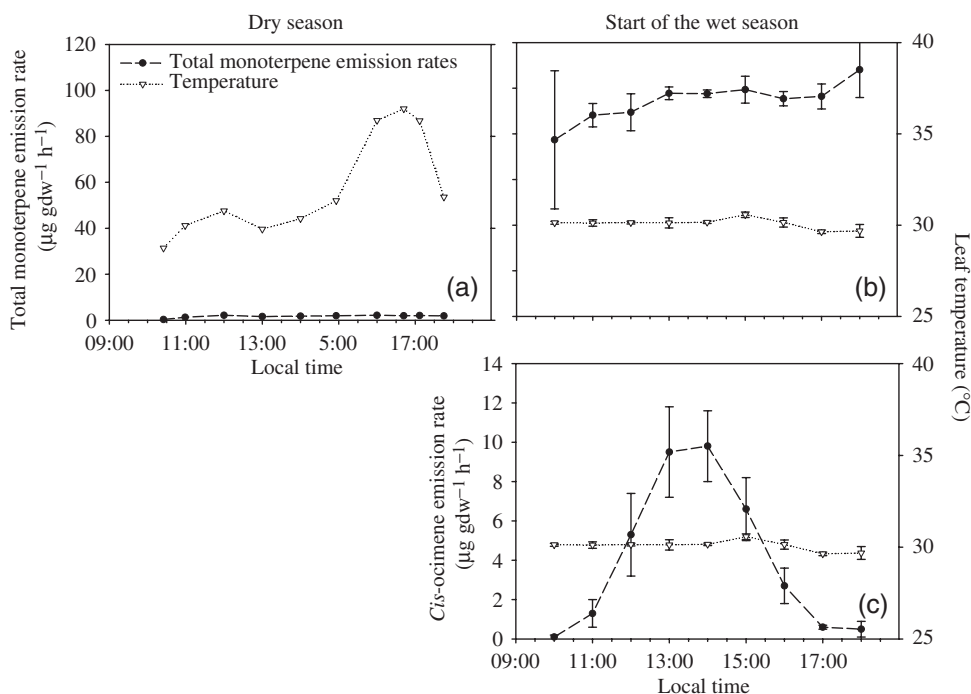 Dry season
Start of the wet season
Total monoterpene emission rate
(µg gdw⁻¹ h⁻¹)
120
100
80
60
40
20
0
Total monoterpene emission rates
Temperature
(a)
09:00 11:00 13:00 5:00 17:00
Local time
(b)
40
35
30
25
Leaf temperature
(°C)
Cis-ocimene emission rate
(µg gdw⁻¹ h⁻¹)
14
12
10
8
6
4
2
0
(c)
40
35
30
25
09:00 11:00 13:00 15:00 17:00
Local time